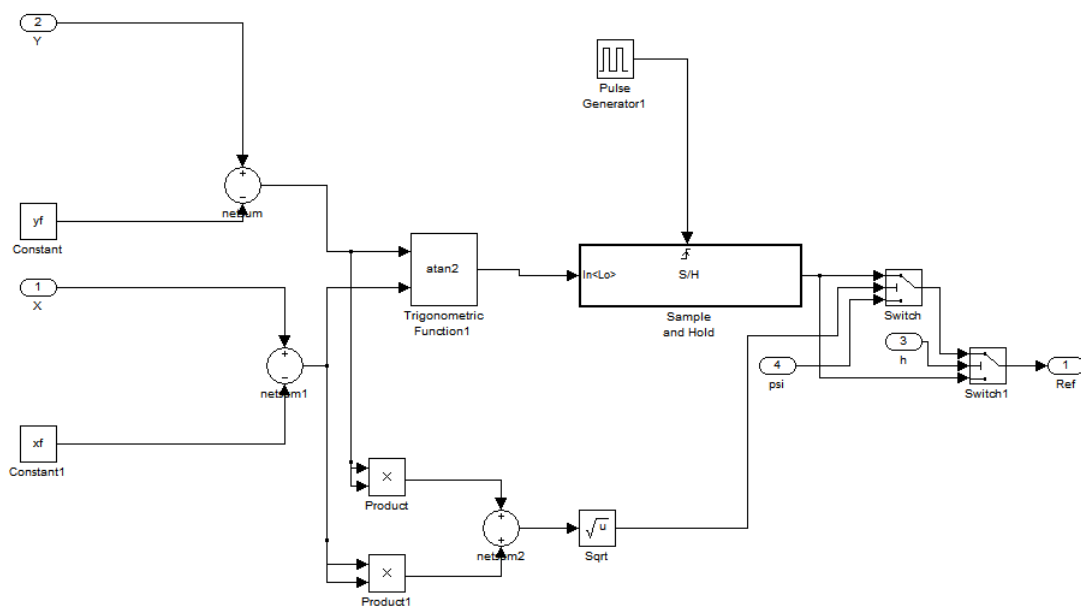 2
Y
Pulse
Generator1
+
−
netsum
yf
Constant
atan2
Trigonometric
Function1
In<Lo>
S/H
Sample
and Hold
1
X
Switch
+
−
netsum1
3
h
4
psi
Switch1
1
Ref
xf
Constant1
×
Product
+
+
netsum2
√u
Sqrt
×
Product1